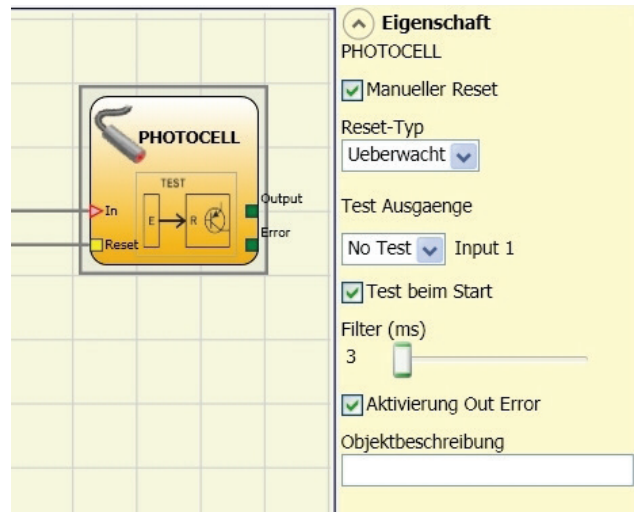 PHOTOCELL
TEST
In
E
R
Output
Reset
Error
Eigenschaft
PHOTOCELL
Manueller Reset
Reset-Typ
Ueberwacht
Test Ausgaenge
No Test Input 1
Test beim Start
Filter (ms)
3
Aktivierung Out Error
Objektbeschreibung